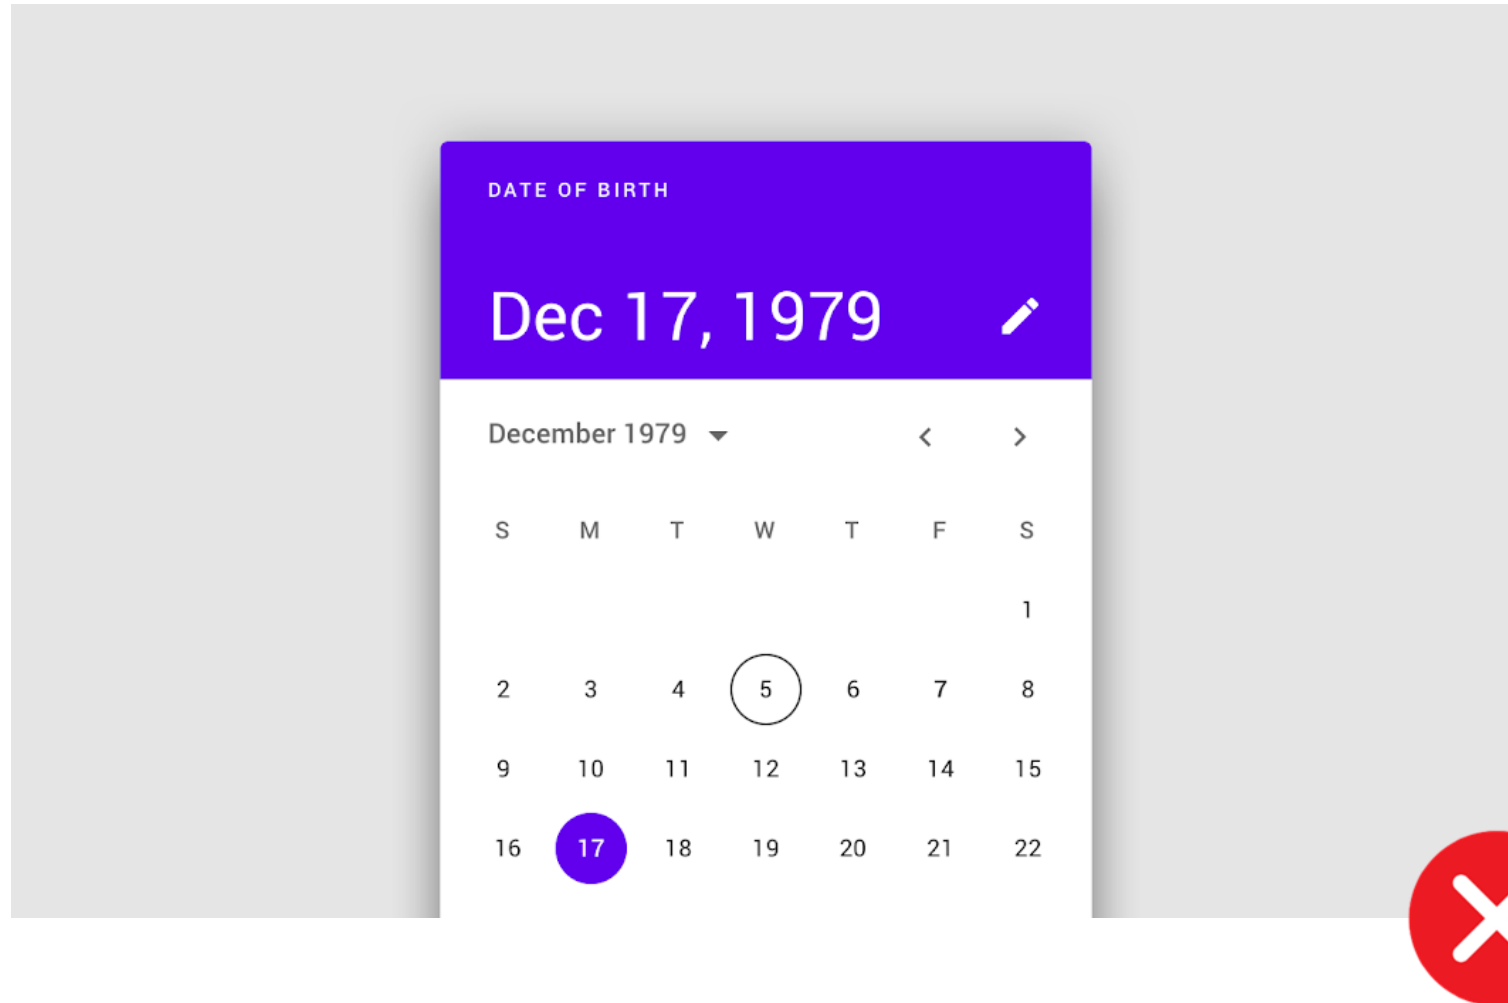 DATE OF BIRTH
Dec 17, 1979
December 1979
S M T W T F S
1
2 3 4 5 6 7 8
9 10 11 12 13 14 15
16 17 18 19 20 21 22